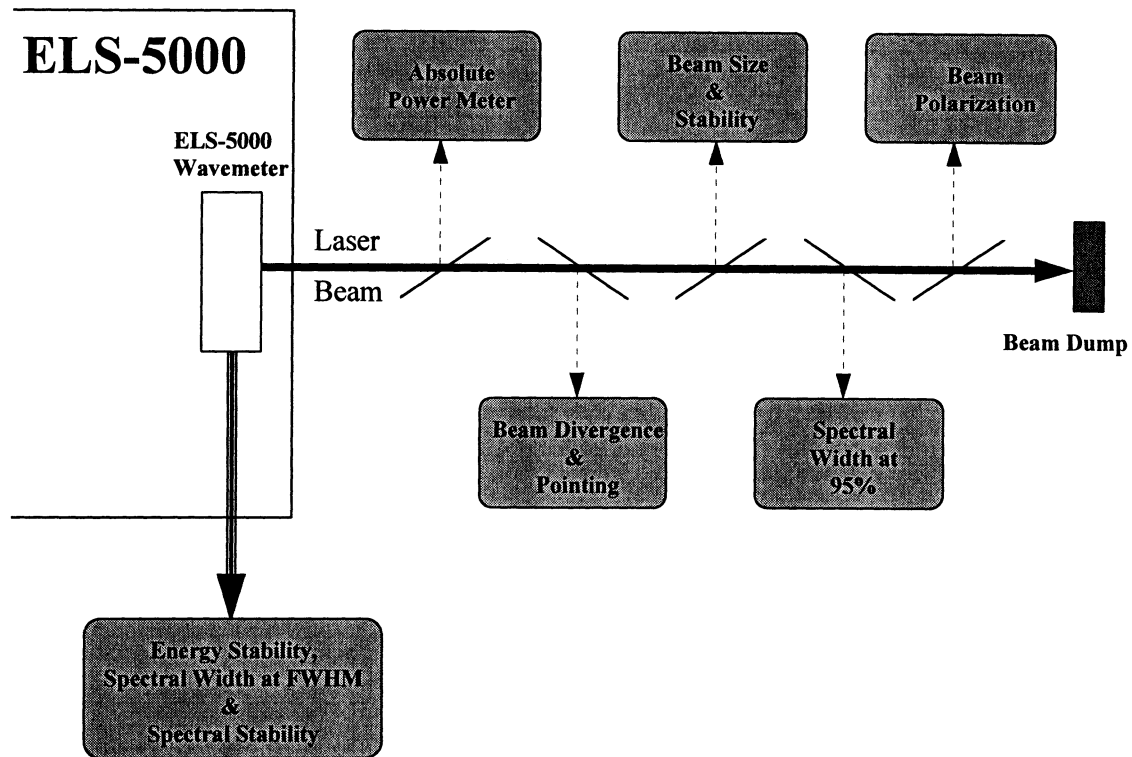 ELS-5000
ELS-5000
Wavemeter
Absolute
Power Meter
Beam Size
&
Stability
Beam
Polarization
Laser
Beam
Beam Dump
Beam Divergence
&
Pointing
Spectral
Width at
95%
Energy Stability,
Spectral Width at FWHM
&
Spectral Stability